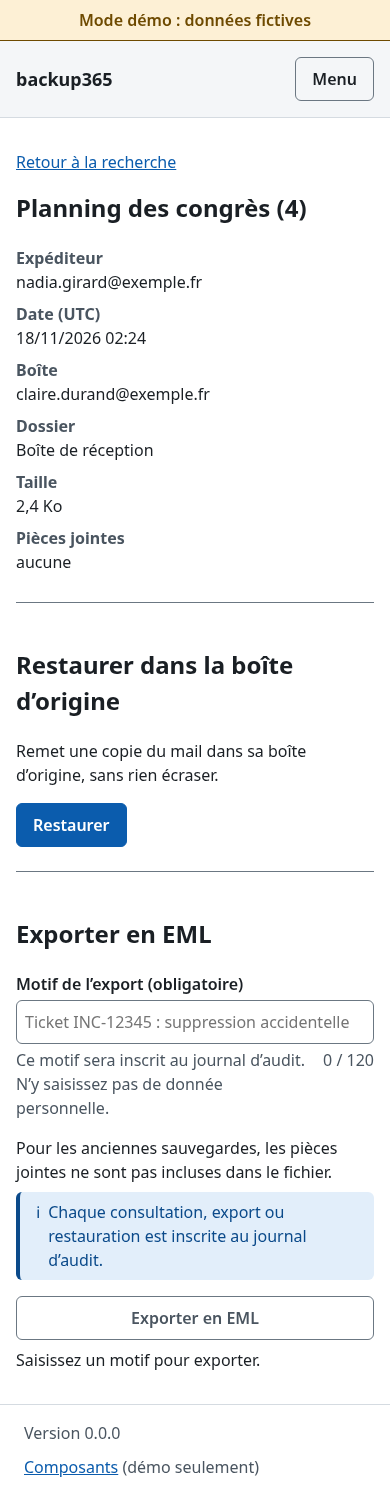 Mode démo : données fictives
backup365
Menu
Retour à la recherche
Planning des congrès (4)
Expéditeur
nadia.girard@exemple.fr
Date (UTC)
18/11/2026 02:24
Boîte
claire.durand@exemple.fr
Dossier
Boîte de réception
Taille
2,4 Ko
Pièces jointes
aucune
Restaurer dans la boîte
d’origine
Remet une copie du mail dans sa boîte
d’origine, sans rien écraser.
Restaurer
Exporter en EML
Motif de l’export (obligatoire)
Ticket INC-12345 : suppression accidentelle
Ce motif sera inscrit au journal d’audit. 0 / 120
N’y saisissez pas de donnée
personnelle.
Pour les anciennes sauvegardes, les pièces
jointes ne sont pas incluses dans le fichier.
i Chaque consultation, export ou
restauration est inscrite au journal
d’audit.
Exporter en EML
Saisissez un motif pour exporter.
Version 0.0.0
Composants (démo seulement)